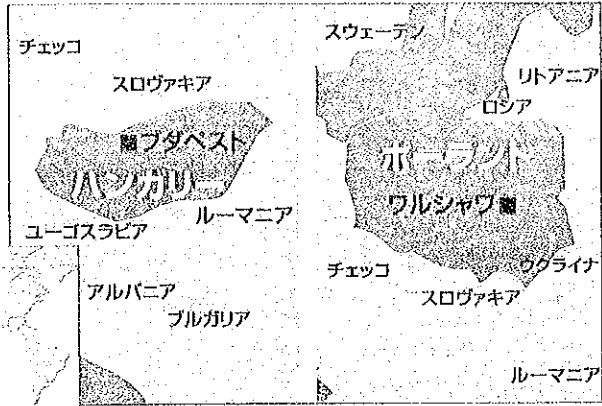 チェッコ
スロヴァキア
ブダペスト
ハンガリー
ルーマニア
ユーゴスラビア
アルバニア
ブルガリア
スウェーデン
リトアニア
ロシア
ポーランド
ワルシャワ
ウクライナ
チェッコ
スロヴァキア
ルーマニア